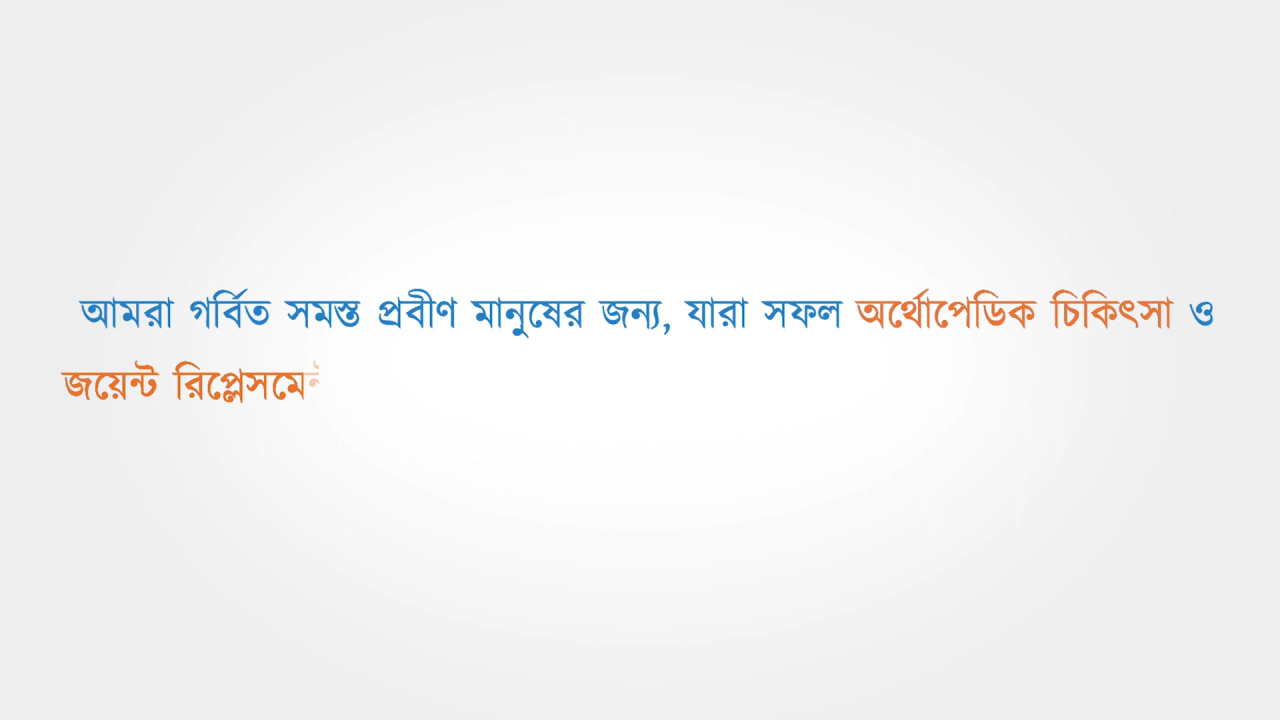 আমরা গর্বিত সমস্ত প্রবীণ মানুষের জন্য, যারা সফল অর্থোপেডিক চিকিৎসা ও
জয়েন্ট রিপ্লেসমে